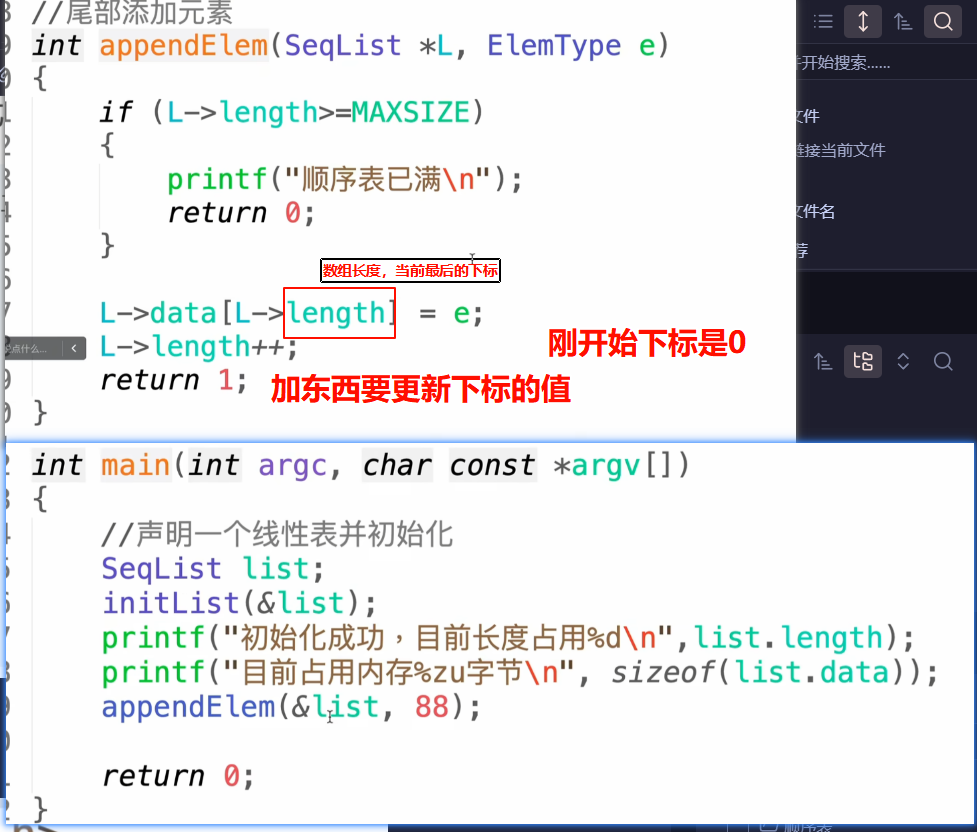 //尾部添加元素
int appendElem(SeqList *L, ElemType e)
{
if (L->length>=MAXSIZE)
{
printf("顺序表已满\n");
return 0;
}
数组长度，当前最后的下标
L->data[L->length] = e;
L->length++;
return 1;
}
刚开始下标是0
加东西要更新下标的值
int main(int argc, char const *argv[])
{
//声明一个线性表并初始化
SeqList list;
initList(&list);
printf("初始化成功，目前长度占用%d\n",list.length);
printf("目前占用内存%zu字节\n", sizeof(list.data));
appendElem(&list, 88);
return 0;
}
开始搜索......
文件
链接当前文件
文件名